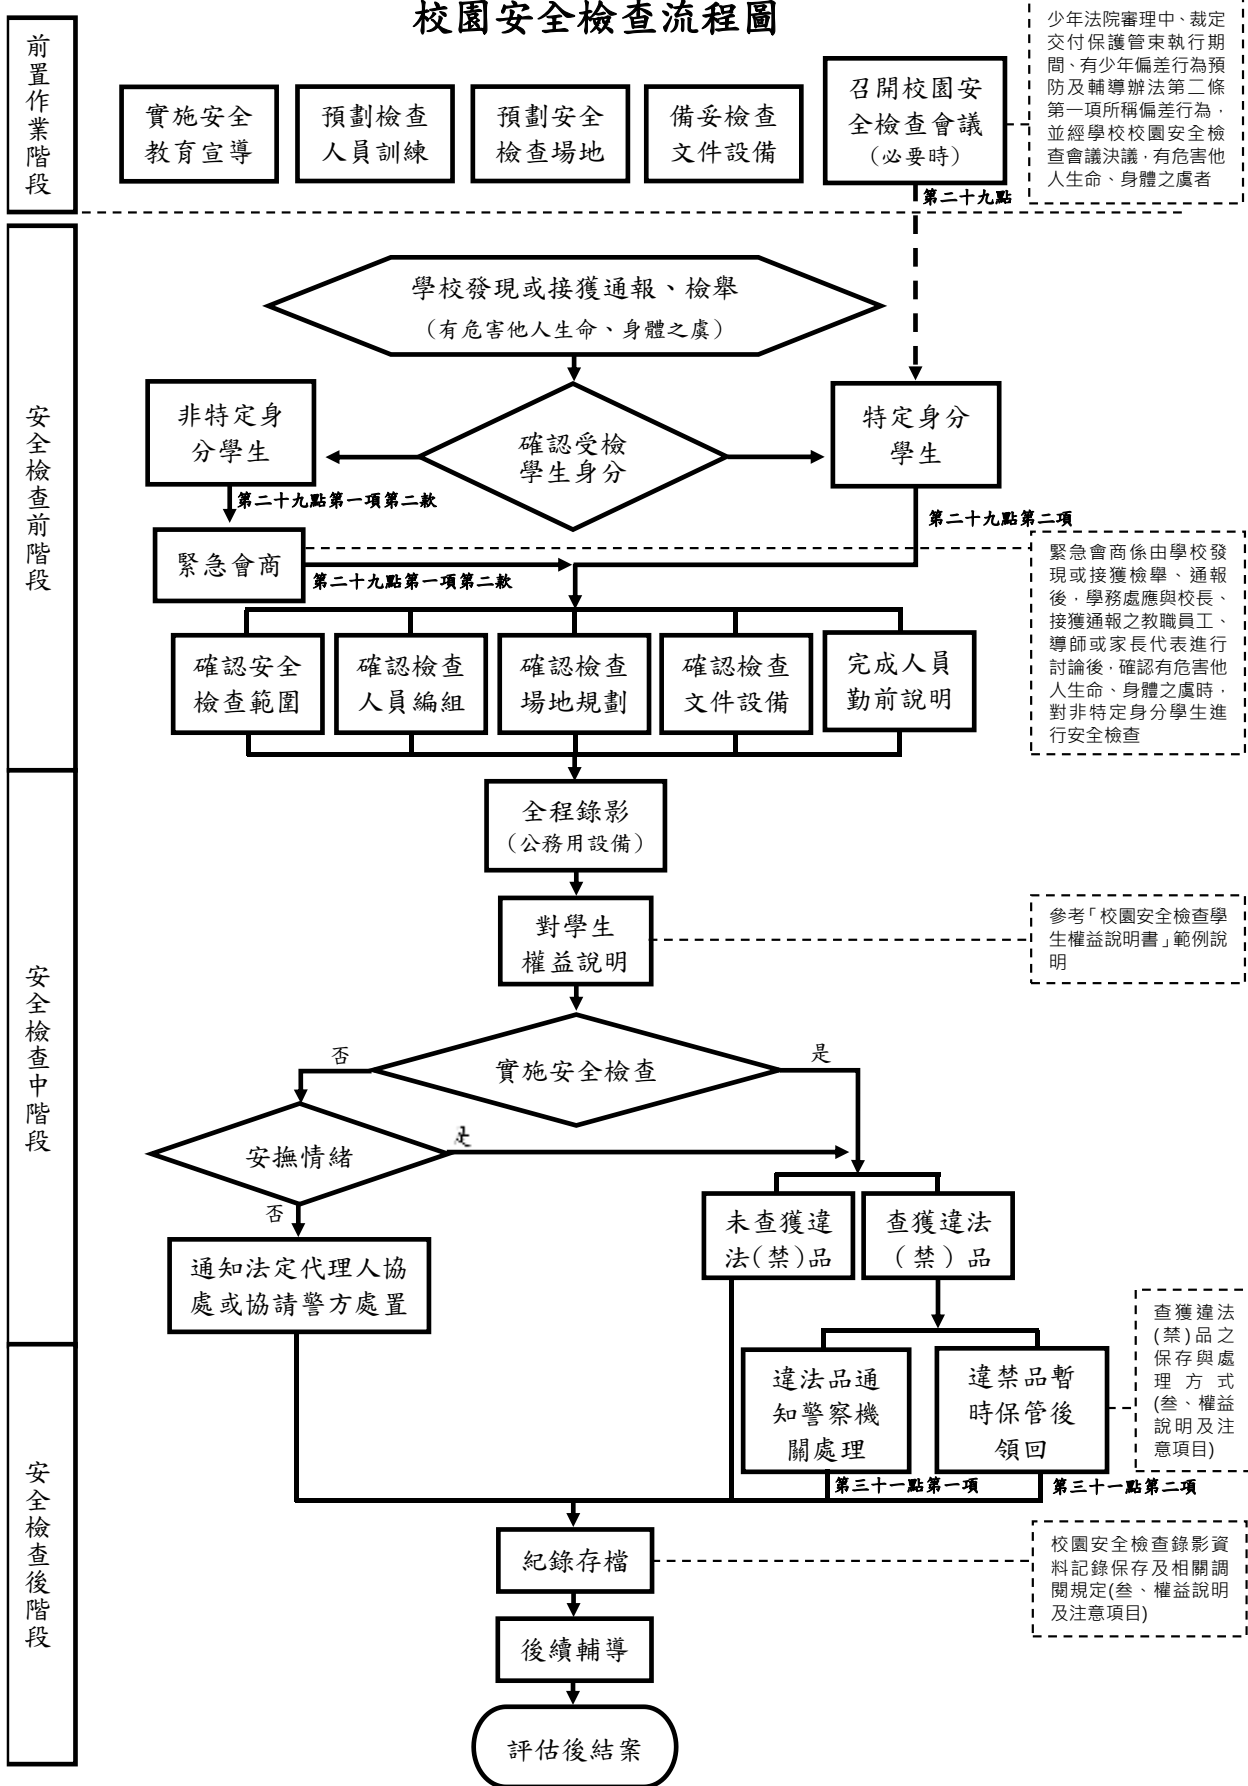 校園安全檢查流程圖
前置作業階段
實施安全
教育宣導
預劃檢查
人員訓練
預劃安全
檢查場地
備妥檢查
文件設備
召開校園安
全檢查會議
(必要時)
少年法院審理中、裁定
交付保護管束執行期
間、有少年偏差行為預
防及輔導辦法第二條
第一項所稱偏差行為，
並經學校校園安全檢
查會議決議，有危害他
人生命、身體之虞者
第二十九點
安全檢查前階段
學校發現或接獲通報、檢舉
（有危害他人生命、身體之虞）
非特定身
分學生
確認受檢
學生身分
特定身分
學生
第二十九點第一項第二款
第二十九點第二項
緊急會商
第二十九點第一項第二款
緊急會商係由學校發
現或接獲檢舉、通報
後，學務處應與校長、
接獲通報之教職員工、
導師或家長代表進行
討論後，確認有危害他
人生命、身體之虞時，
對非特定身分學生進
行安全檢查
確認安全
檢查範圍
確認檢查
人員編組
確認檢查
場地規劃
確認檢查
文件設備
完成人員
勤前說明
安全檢查中階段
全程錄影
（公務用設備）
對學生
權益說明
參考「校園安全檢查學
生權益說明書」範例說
明
實施安全檢查
否
是
安撫情緒
是
否
通知法定代理人協
處或協請警方處置
未查獲違
法(禁)品
查獲違法
（禁）品
安全檢查後階段
違法品通
知警察機
關處理
違禁品暫
時保管後
領回
查獲違法
(禁)品之
保存與處
理方式
(叁、權益
說明及注
意項目)
第三十一點第一項
第三十一點第二項
紀錄存檔
校園安全檢查錄影資
料記錄保存及相關調
閱規定(叁、權益說明
及注意項目)
後續輔導
評估後結案